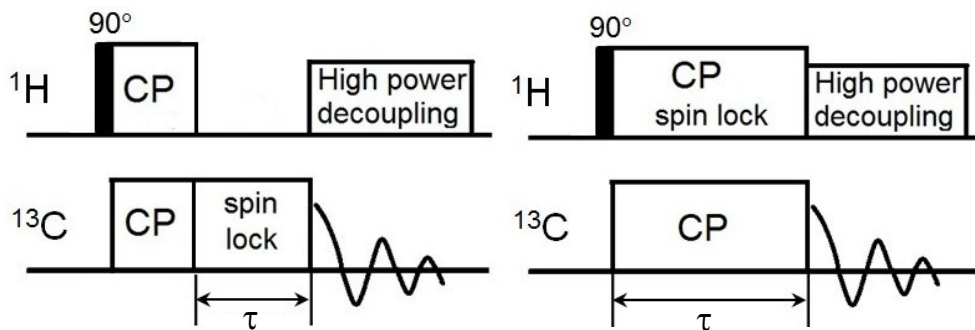 90°
¹H
CP
High power
decoupling
¹³C
CP
spin
lock
τ
90°
¹H
CP
spin lock
High power
decoupling
¹³C
CP
τ